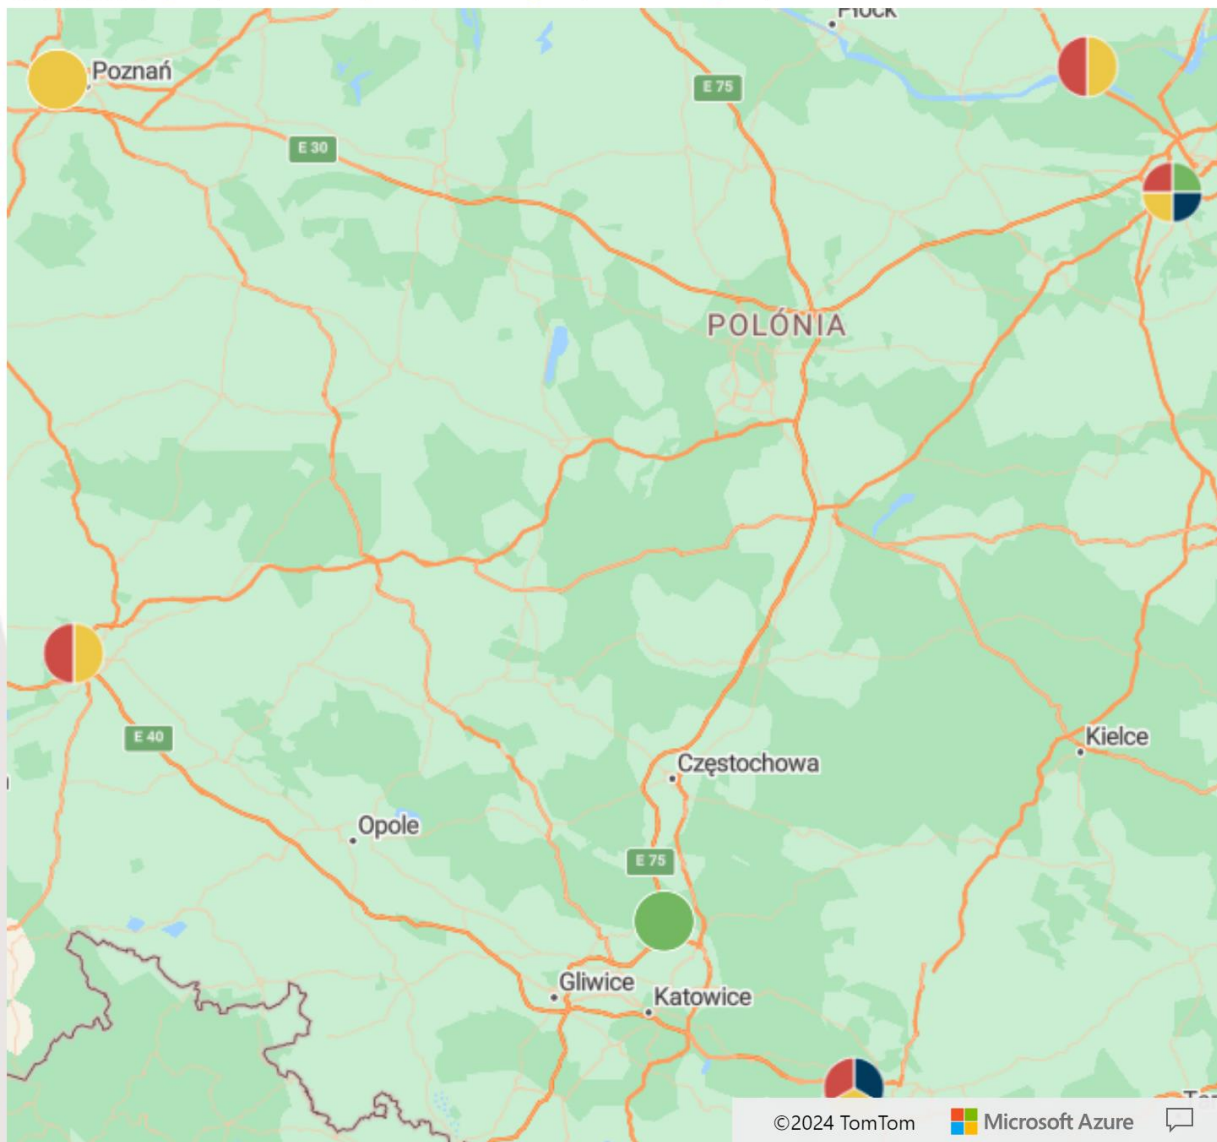 Płock
Poznań
E 75
E 30
POLÓNIA
E 40
Kielce
Częstochowa
Opole
E 75
Gliwice
Katowice
©2024 TomTom
Microsoft Azure